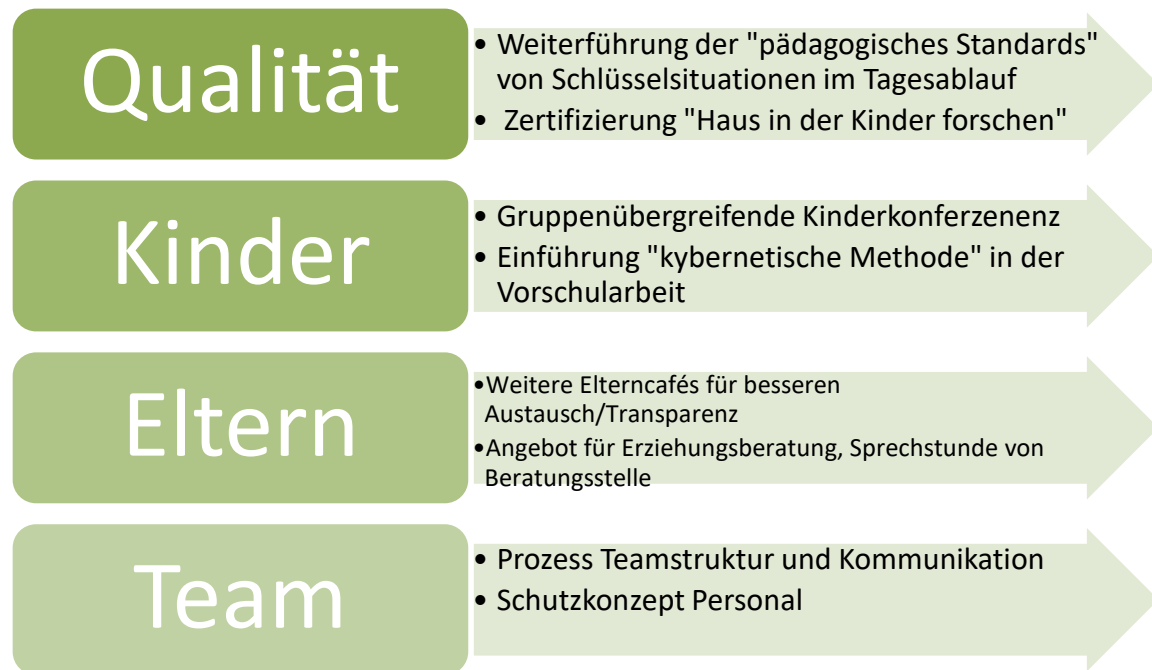 Qualität
• Weiterführung der "pädagogisches Standards"
von Schlüsselsituationen im Tagesablauf
• Zertifizierung "Haus in der Kinder forschen"
Kinder
• Gruppenübergreifende Kinderkonferzenenz
• Einführung "kybernetische Methode" in der
Vorschularbeit
Eltern
•Weitere Elterncafés für besseren
Austausch/Transparenz
•Angebot für Erziehungsberatung, Sprechstunde von
Beratungsstelle
Team
• Prozess Teamstruktur und Kommunikation
• Schutzkonzept Personal